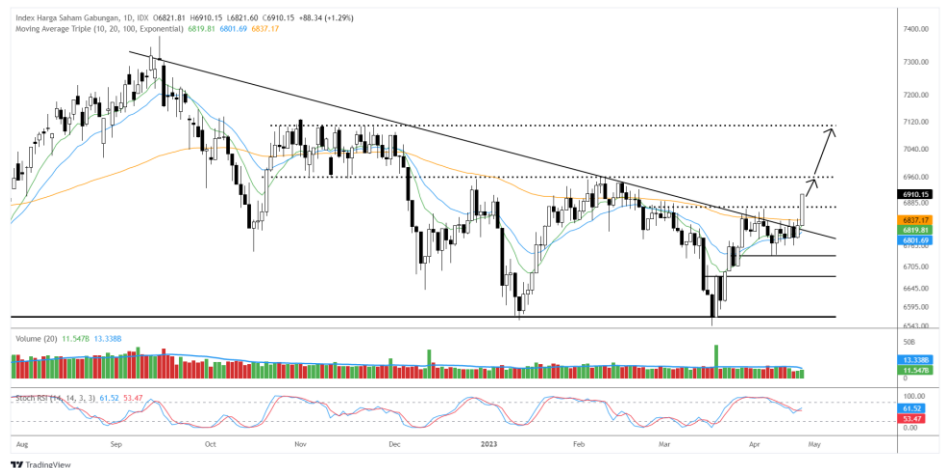 Index Harga Saham Gabungan, 1D, IDX O6821.81 H6910.15 L6821.60 C6910.15 +88.34 (+1.29%)
Moving Average Triple (10, 20, 100, Exponential) 6819.81 6801.69 6837.17
7400.00
7300.00
7200.00
7120.00
7040.00
6960.00
6910.15
6885.00
6837.17
6819.81
6801.69
6705.00
6645.00
6595.00
6541.00
Volume (20) 11.547B 13.338B
50B
13.338B
11.547B
0
Stoch RSI (14, 14, 3, 3) 61.52 53.47
100.00
61.52
53.47
0.00
Aug Sep Oct Nov Dec 2023 Feb Mar Apr May
TradingView